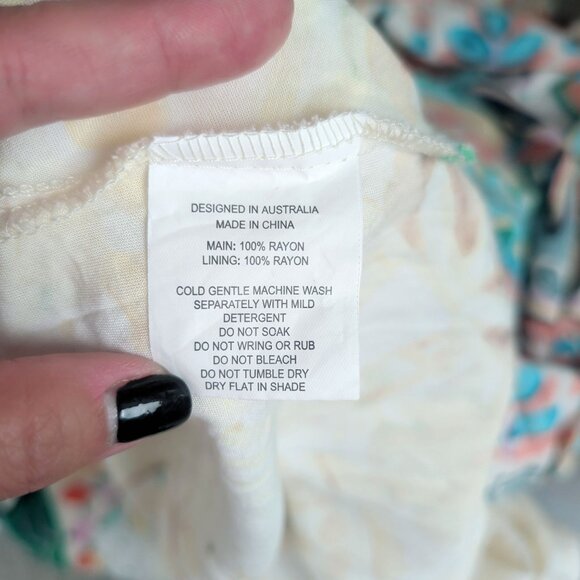 DESIGNED IN AUSTRALIA
MADE IN CHINA
MAIN: 100% RAYON
LINING: 100% RAYON
COLD GENTLE MACHINE WASH
SEPARATELY WITH MILD
DETERGENT
DO NOT SOAK
DO NOT WRING OR RUB
DO NOT BLEACH
DO NOT TUMBLE DRY
DRY FLAT IN SHADE